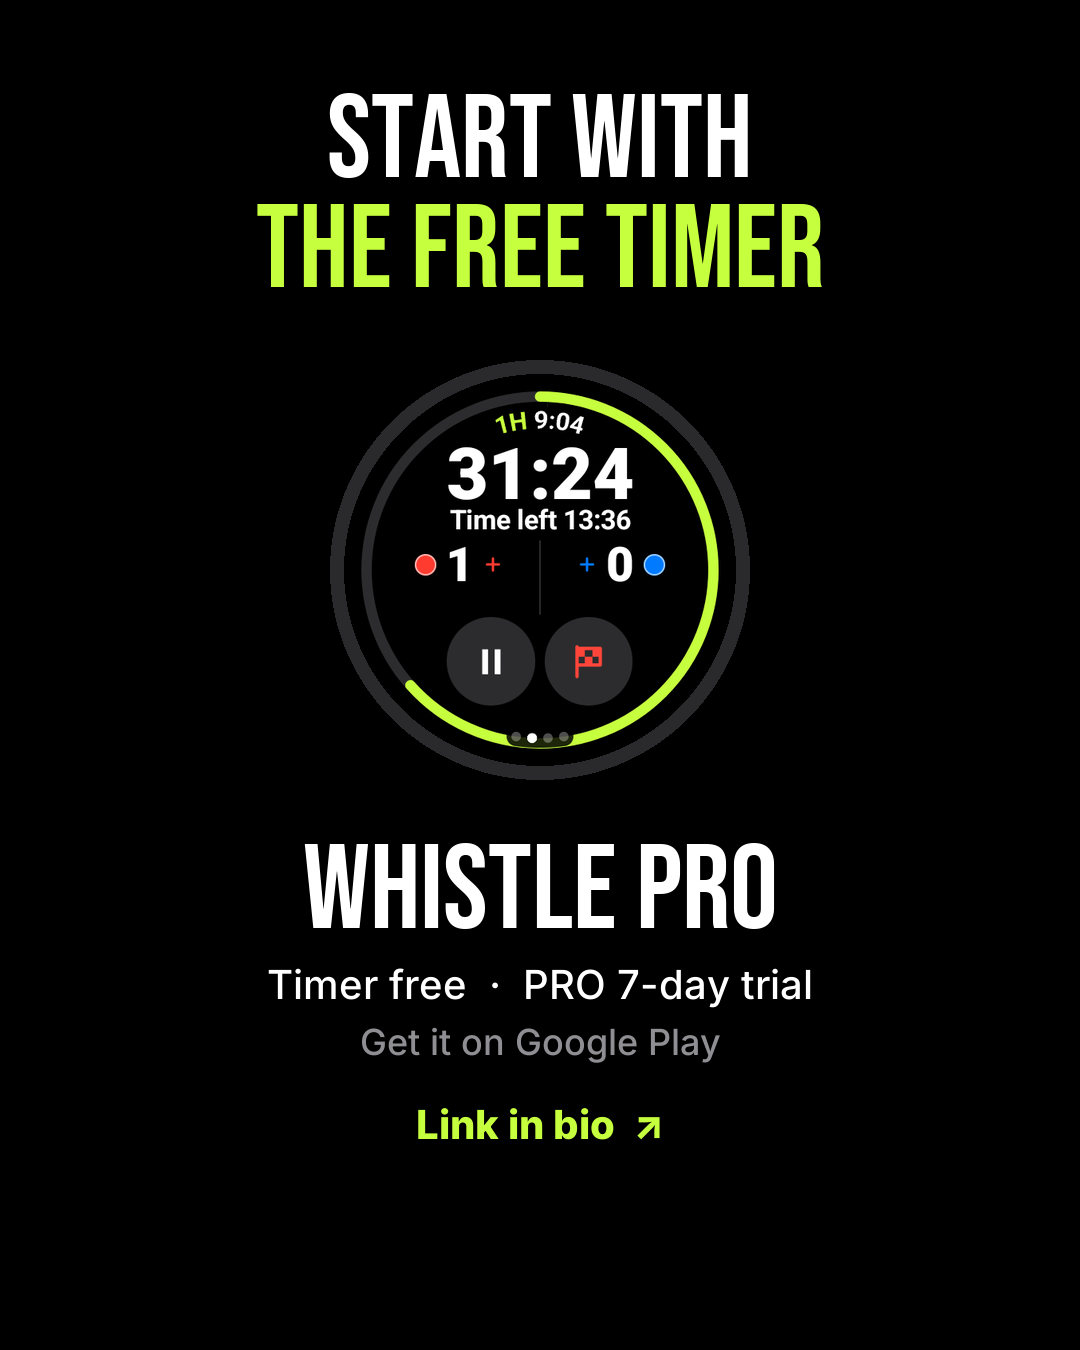 START WITH
THE FREE TIMER
1H 9:04
31:24
Time left 13:36
1 + + 0
WHISTLE PRO
Timer free · PRO 7-day trial
Get it on Google Play
Link in bio ↗